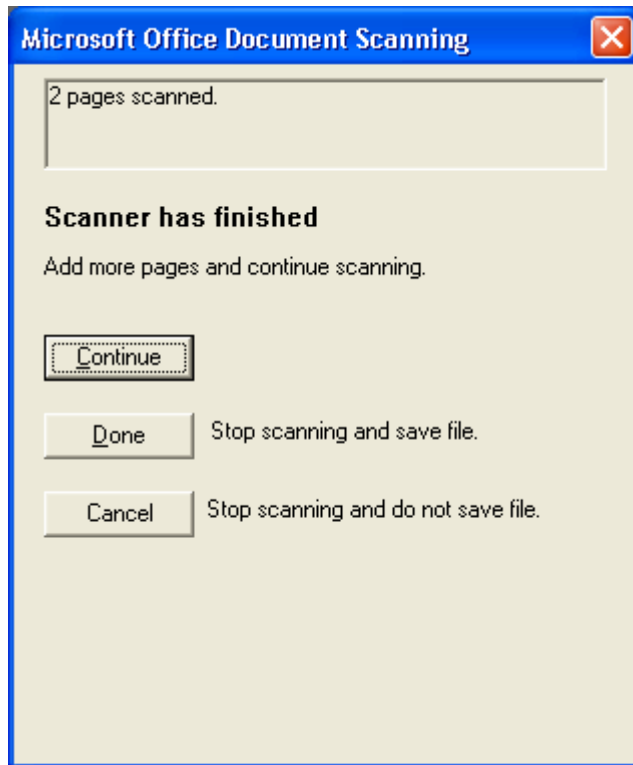 Microsoft Office Document Scanning
2 pages scanned.
Scanner has finished
Add more pages and continue scanning.
Continue
Done Stop scanning and save file.
Cancel Stop scanning and do not save file.